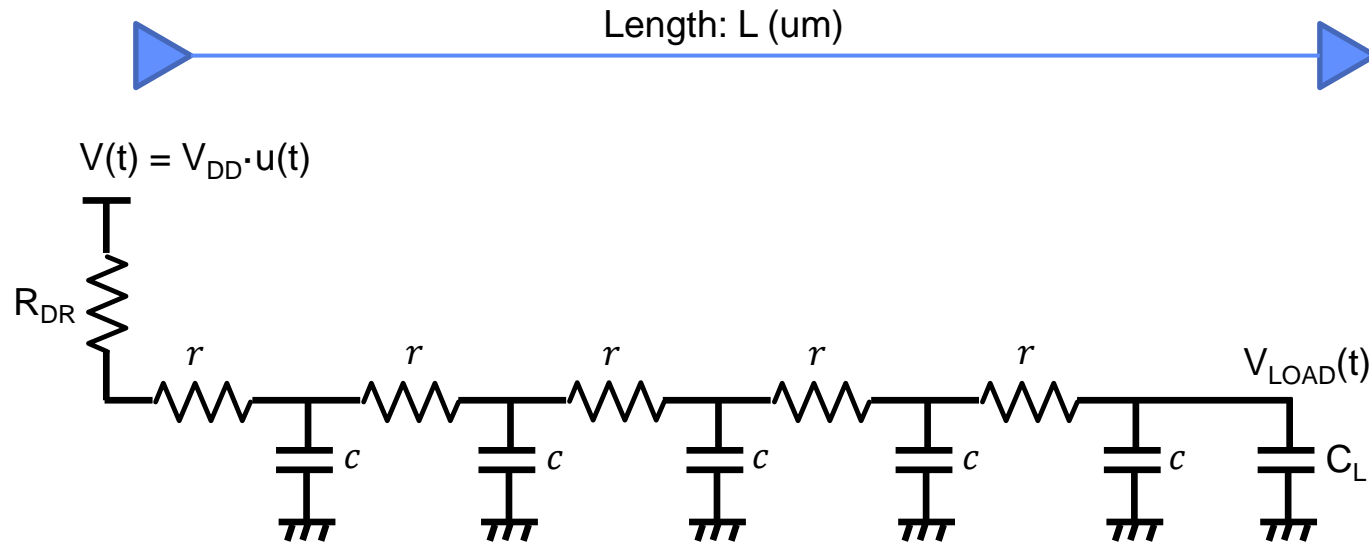 Length: L (um)
V(t) = V_DD·u(t)
R_DR
r r r r r
V_LOAD(t)
c c c c c
C_L